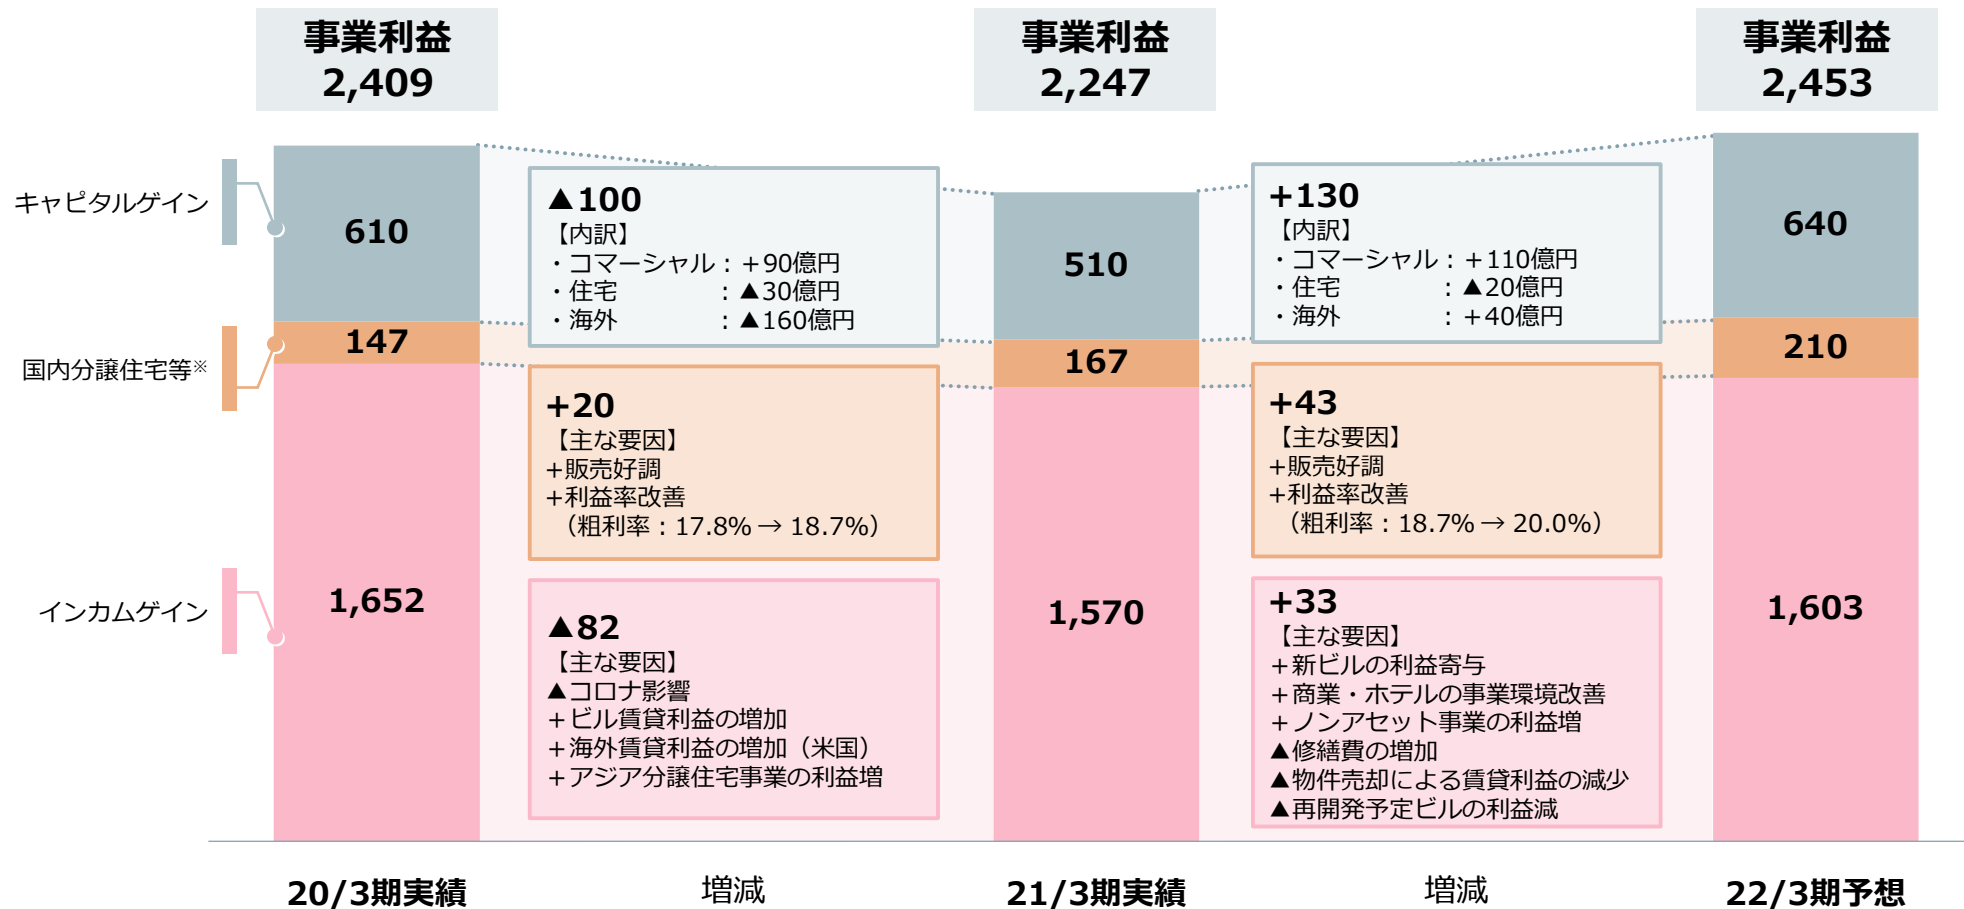 事業利益
2,409
事業利益
2,247
事業利益
2,453
キャピタルゲイン
国内分譲住宅等※
インカムゲイン
610
147
1,652
▲100
【内訳】
・コマーシャル：＋90億円
・住宅　　　　：▲30億円
・海外　　　　：▲160億円
+20
【主な要因】
＋販売好調
＋利益率改善
（粗利率：17.8% → 18.7%）
▲82
【主な要因】
▲コロナ影響
＋ビル賃貸利益の増加
＋海外賃貸利益の増加（米国）
＋アジア分譲住宅事業の利益増
510
167
1,570
+130
【内訳】
・コマーシャル：＋110億円
・住宅　　　　：▲20億円
・海外　　　　：＋40億円
+43
【主な要因】
＋販売好調
＋利益率改善
（粗利率：18.7% → 20.0%）
+33
【主な要因】
＋新ビルの利益寄与
＋商業・ホテルの事業環境改善
＋ノンアセット事業の利益増
▲修繕費の増加
▲物件売却による賃貸利益の減少
▲再開発予定ビルの利益減
640
210
1,603
20/3期実績
増減
21/3期実績
増減
22/3期予想